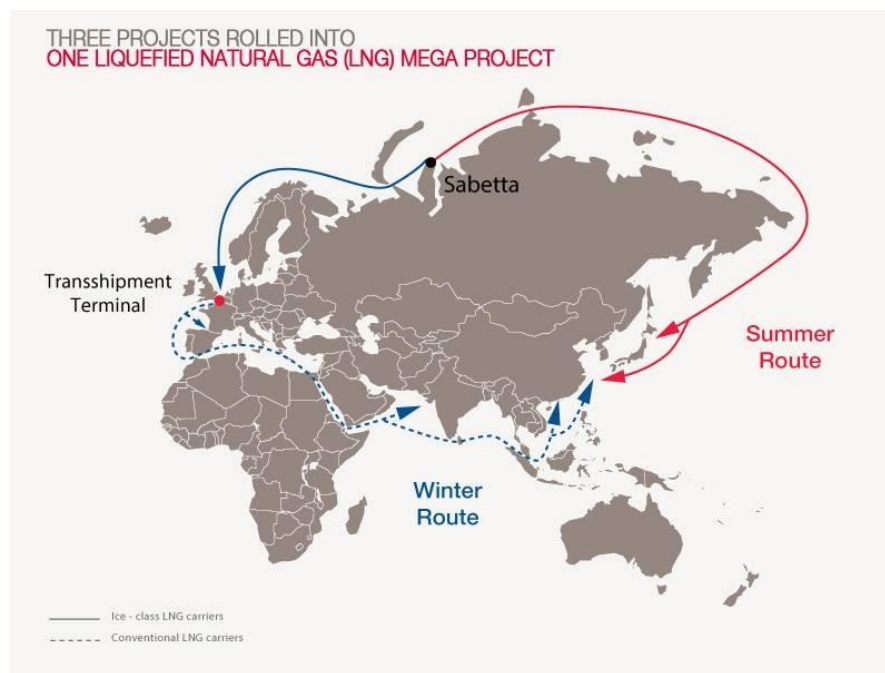 THREE PROJECTS ROLLED INTO
ONE LIQUEFIED NATURAL GAS (LNG) MEGA PROJECT
Sabetta
Transshipment
Terminal
Summer
Route
Winter
Route
Ice - class LNG carriers
Conventional LNG carriers